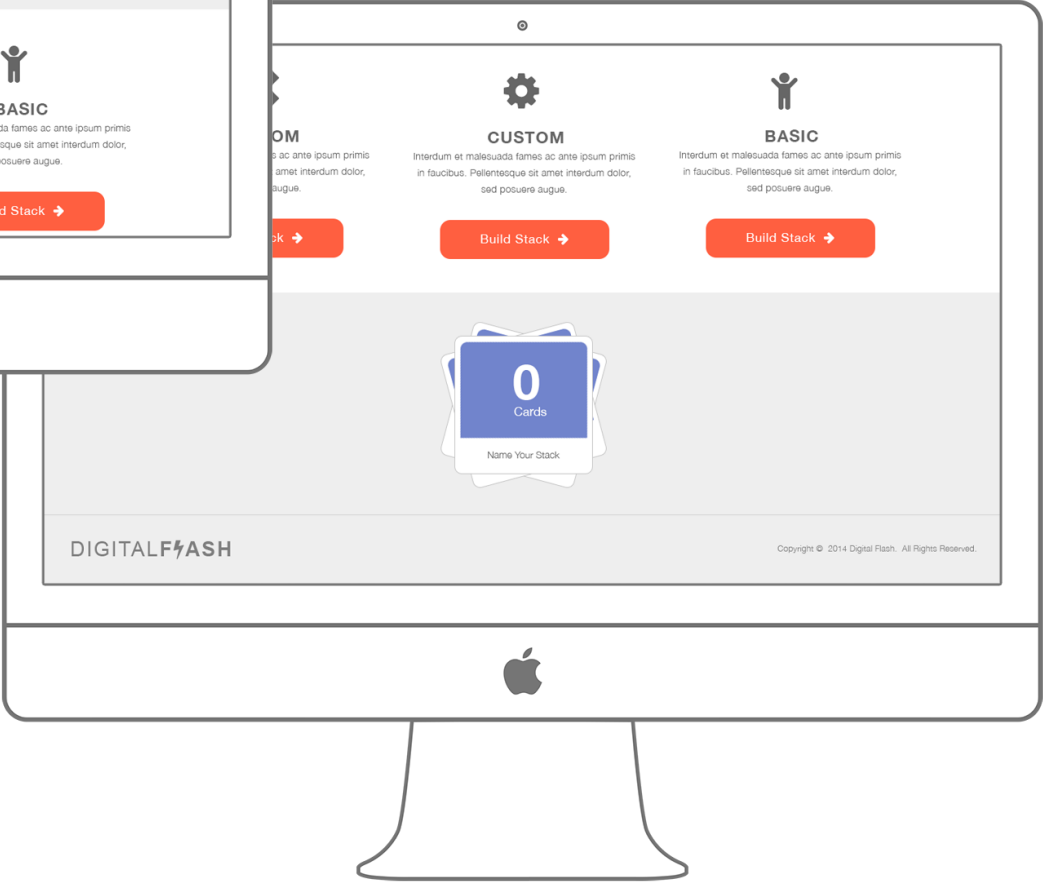 BASIC
da fames ac ante ipsum primis
sque sit amet interdum dolor,
posuere augue.
d Stack
OM
s ac ante ipsum primis
amet interdum dolor,
augue.
ck
CUSTOM
Interdum et malesuada fames ac ante ipsum primis
in faucibus. Pellentesque sit amet interdum dolor,
sed posuere augue.
Build Stack
BASIC
Interdum et malesuada fames ac ante ipsum primis
in faucibus. Pellentesque sit amet interdum dolor,
sed posuere augue.
Build Stack
0
Cards
Name Your Stack
DIGITALFLASH
Copyright © 2014 Digital Flash. All Rights Reserved.